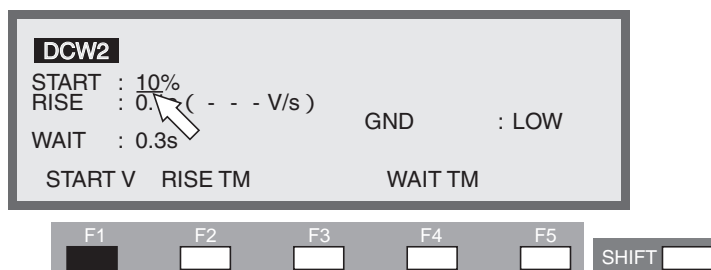 DCW2
START : 10%
RISE : 0. ( - - - V/s )
GND : LOW
WAIT : 0.3s
START V RISE TM WAIT TM
F1 F2 F3 F4 F5
SHIFT